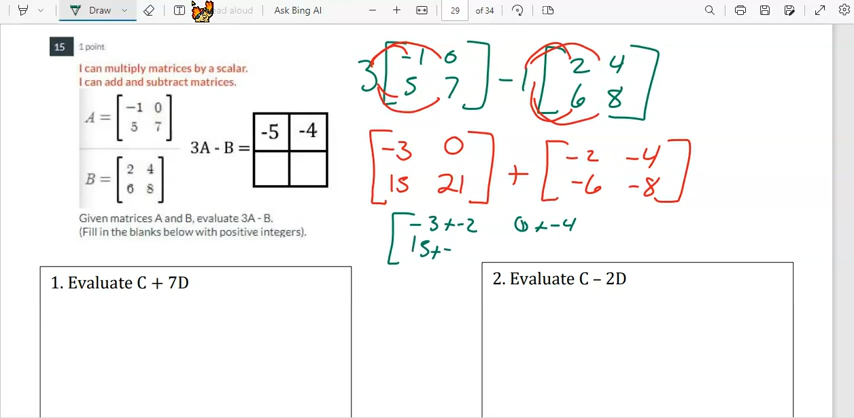 Draw
T
read aloud
Ask Bing AI
− + 29 of 34
15 1 point
I can multiply matrices by a scalar.
I can add and subtract matrices.
A = [-1 0
5 7]
B = [2 4
6 8]
3A - B =
-5 -4
Given matrices A and B, evaluate 3A - B.
(Fill in the blanks below with positive integers).
3 [-1 0
5 7] - 1 [2 4
6 8]
[-3 0
15 21] + [-2 -4
-6 -8]
[-3+-2 0+-4
15+-
1. Evaluate C + 7D
2. Evaluate C – 2D